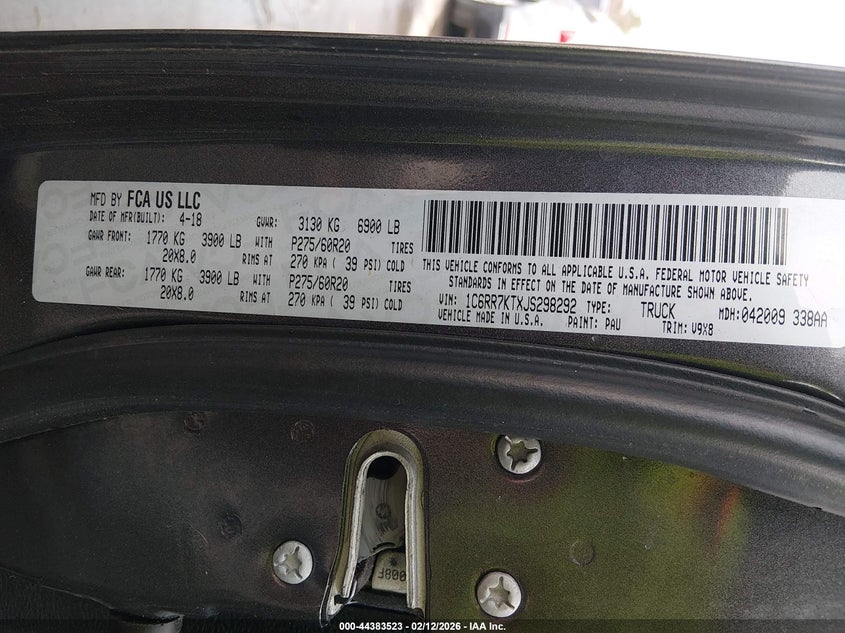 MFD BY FCA US LLC
DATE OF MFR(BUILT): 4-18 GVWR: 3130 KG 6900 LB
GAWR FRONT: 1770 KG 3900 LB WITH P275/60R20 TIRES
20X8.0 RIMS AT 270 KPA ( 39 PSI) COLD
GAWR REAR: 1770 KG 3900 LB WITH P275/60R20 TIRES
20X8.0 RIMS AT 270 KPA ( 39 PSI) COLD
THIS VEHICLE CONFORMS TO ALL APPLICABLE U.S.A. FEDERAL MOTOR VEHICLE SAFETY
STANDARDS IN EFFECT ON THE DATE OF MANUFACTURE SHOWN ABOVE.
VIN: 1C6RR7KTXJS298292 TYPE: TRUCK MDH:042009 338AA
VEHICLE MADE IN U.S.A. PAINT: PAU TRIM: V9X8
0008F
000-44383523 - 02/12/2026 - IAA Inc.